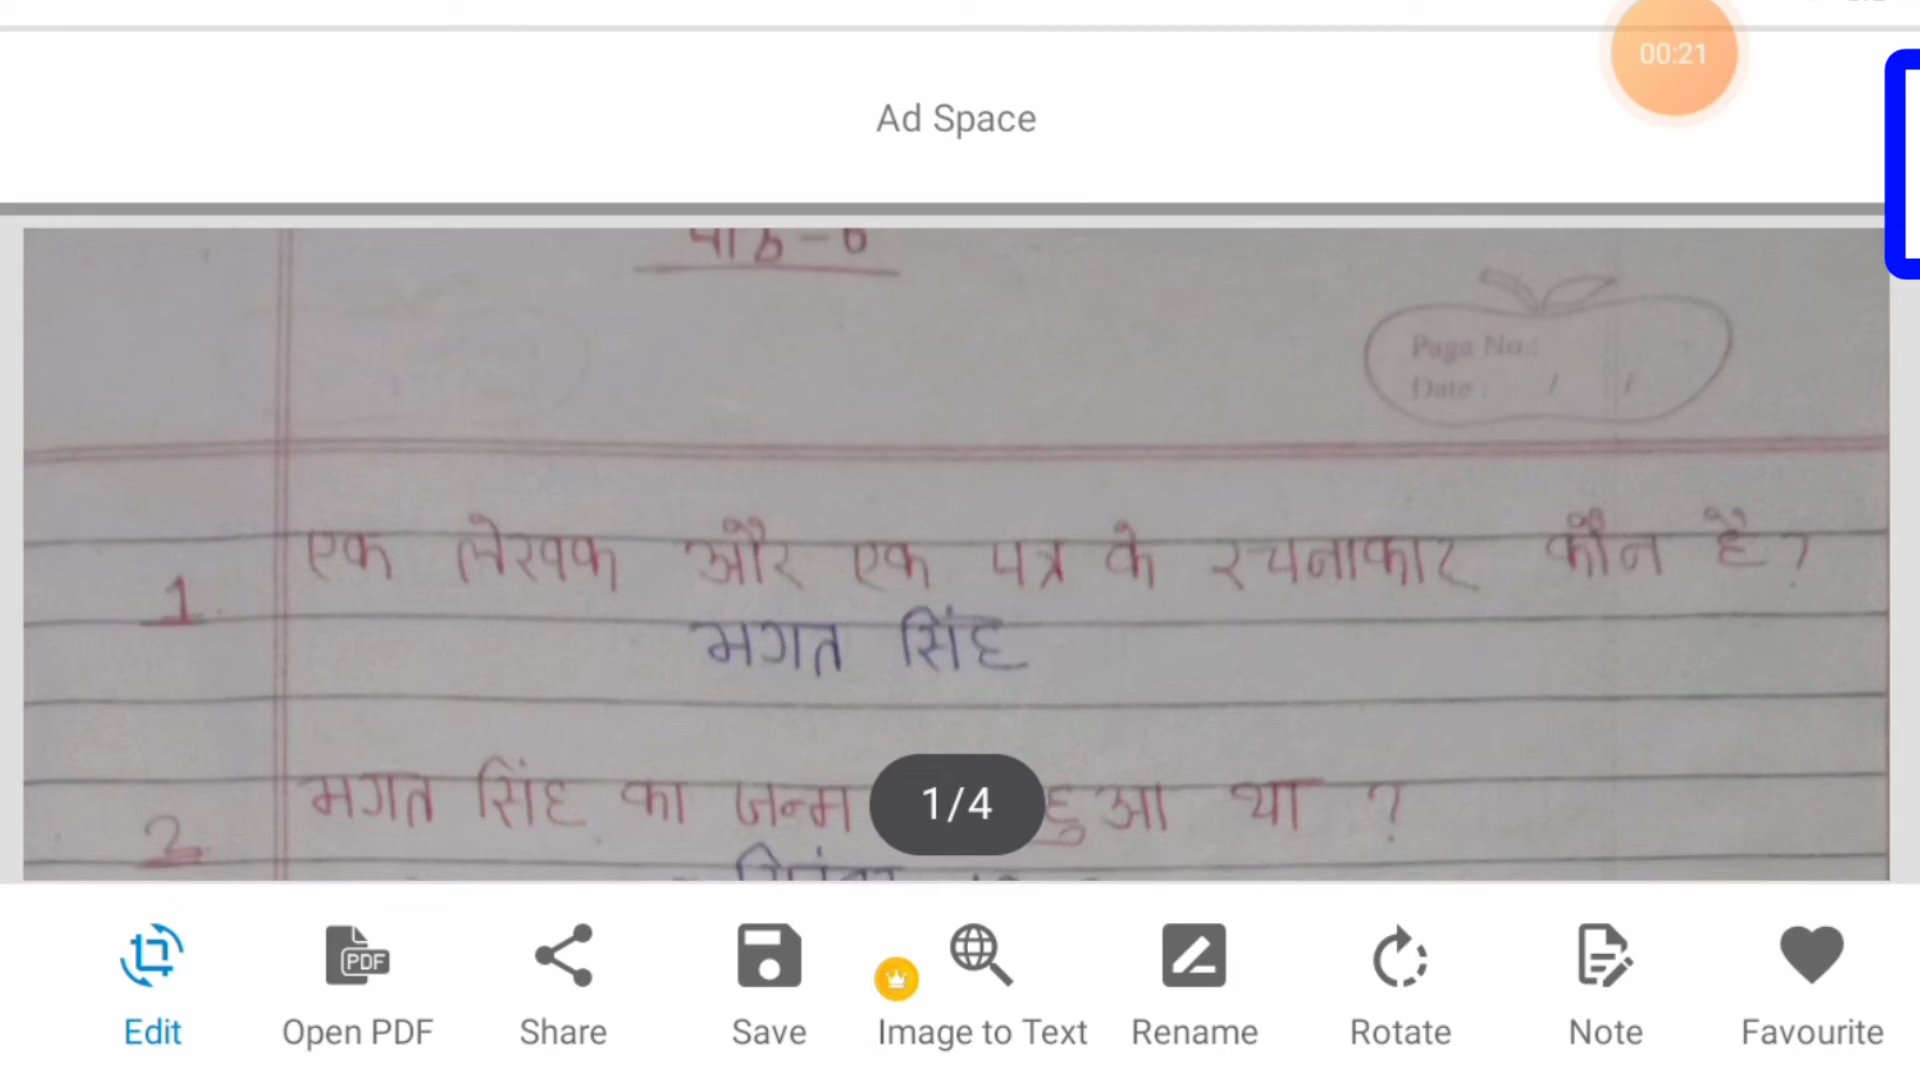 00:21
Ad Space
पाठ-6
Page No.:
Date : / /
1. एक लेखक और एक पत्र के रचनाकार कौन है ?
भगत सिंह
2 भगत सिंह का जन्म हुआ था ?
1/4
Edit
Open PDF
Share
Save
Image to Text
Rename
Rotate
Note
Favourite